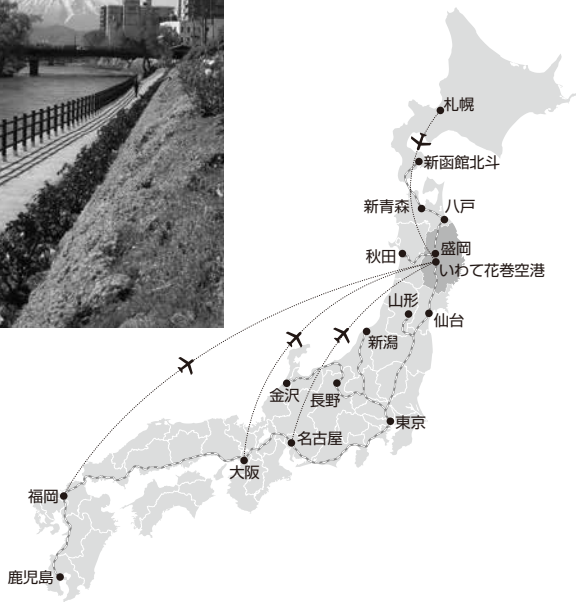 札幌
新函館北斗
新青森
八戸
盛岡
秋田
いわて花巻空港
山形
仙台
新潟
金沢
長野
東京
名古屋
大阪
福岡
鹿児島